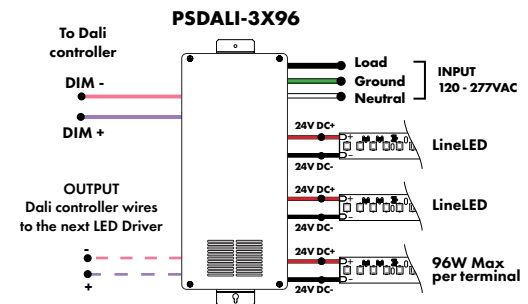 PSDALI-3X96
To Dali
controller
DIM -
DIM +
OUTPUT
Dali controller wires
to the next LED Driver
-
+
Load
Ground
Neutral
INPUT
120 - 277VAC
24V DC+
24V DC-
+
-
LineLED
24V DC+
24V DC-
+
-
LineLED
24V DC+
24V DC-
+
-
96W Max
per terminal